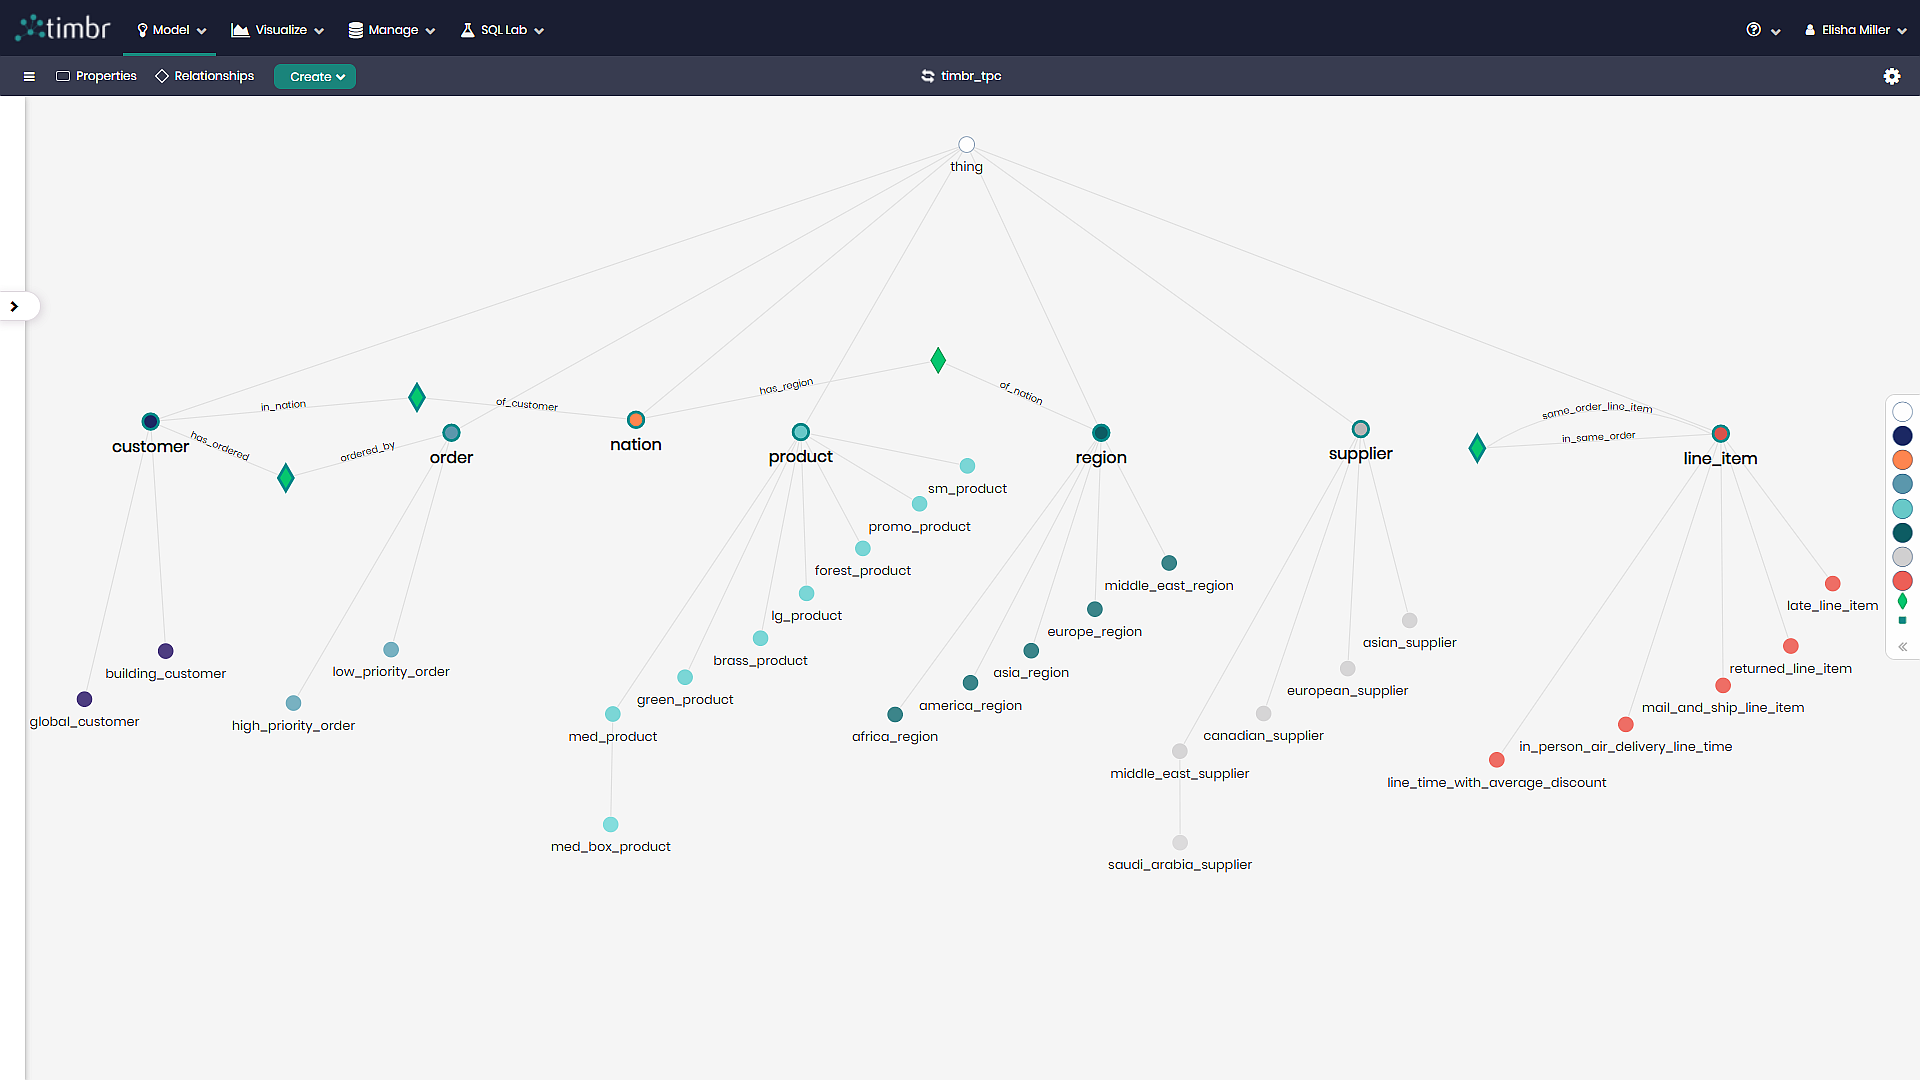 timbr
Model
Visualize
Manage
SQL Lab
Elisha Miller
Properties
Relationships
Create
timbr_tpc
thing
in_nation
of_customer
has_region
of_nation
has_ordered
ordered_by
same_order_line_item
in_same_order
customer
order
nation
product
region
supplier
line_item
sm_product
promo_product
forest_product
lg_product
brass_product
green_product
med_product
med_box_product
middle_east_region
europe_region
asia_region
america_region
africa_region
asian_supplier
european_supplier
canadian_supplier
middle_east_supplier
saudi_arabia_supplier
late_line_item
returned_line_item
mail_and_ship_line_item
in_person_air_delivery_line_time
line_time_with_average_discount
building_customer
global_customer
low_priority_order
high_priority_order